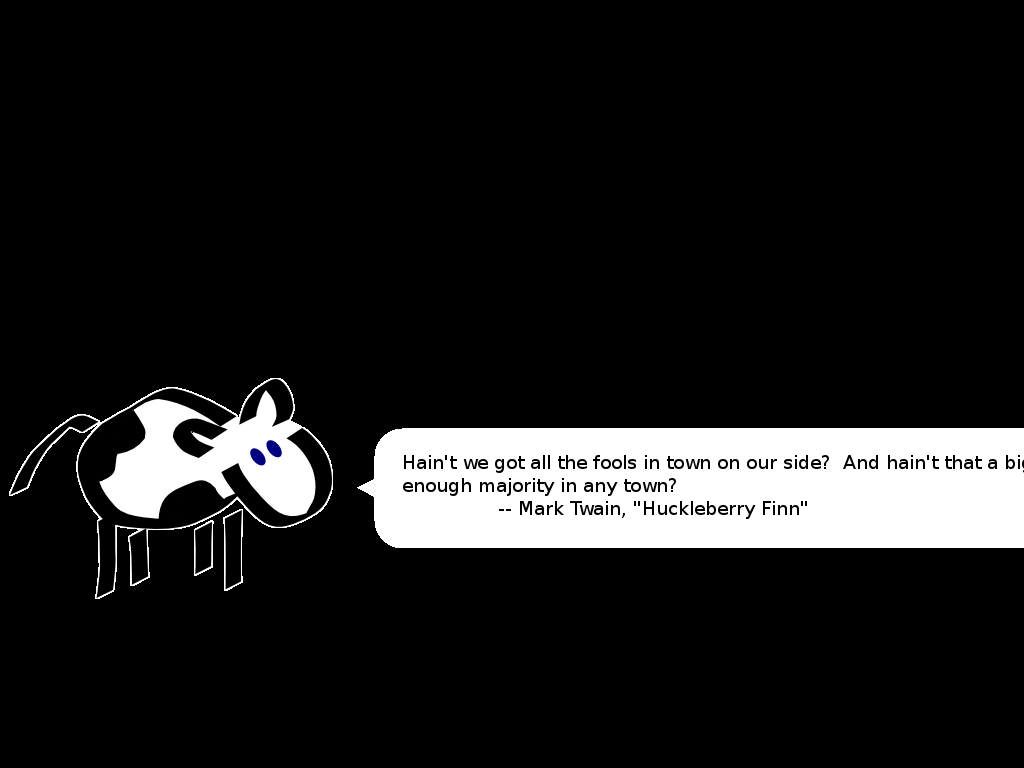 Hain't we got all the fools in town on our side?  And hain't that a big
enough majority in any town?
-- Mark Twain, "Huckleberry Finn"